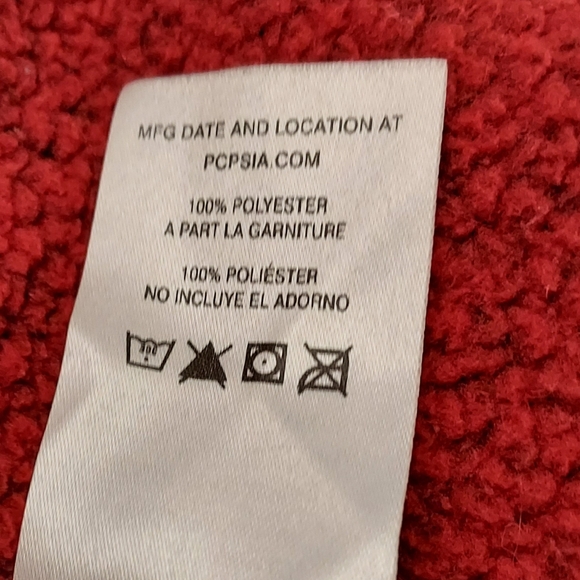 MFG DATE AND LOCATION AT
PCPSIA.COM
100% POLYESTER
A PART LA GARNITURE
100% POLIÉSTER
NO INCLUYE EL ADORNO